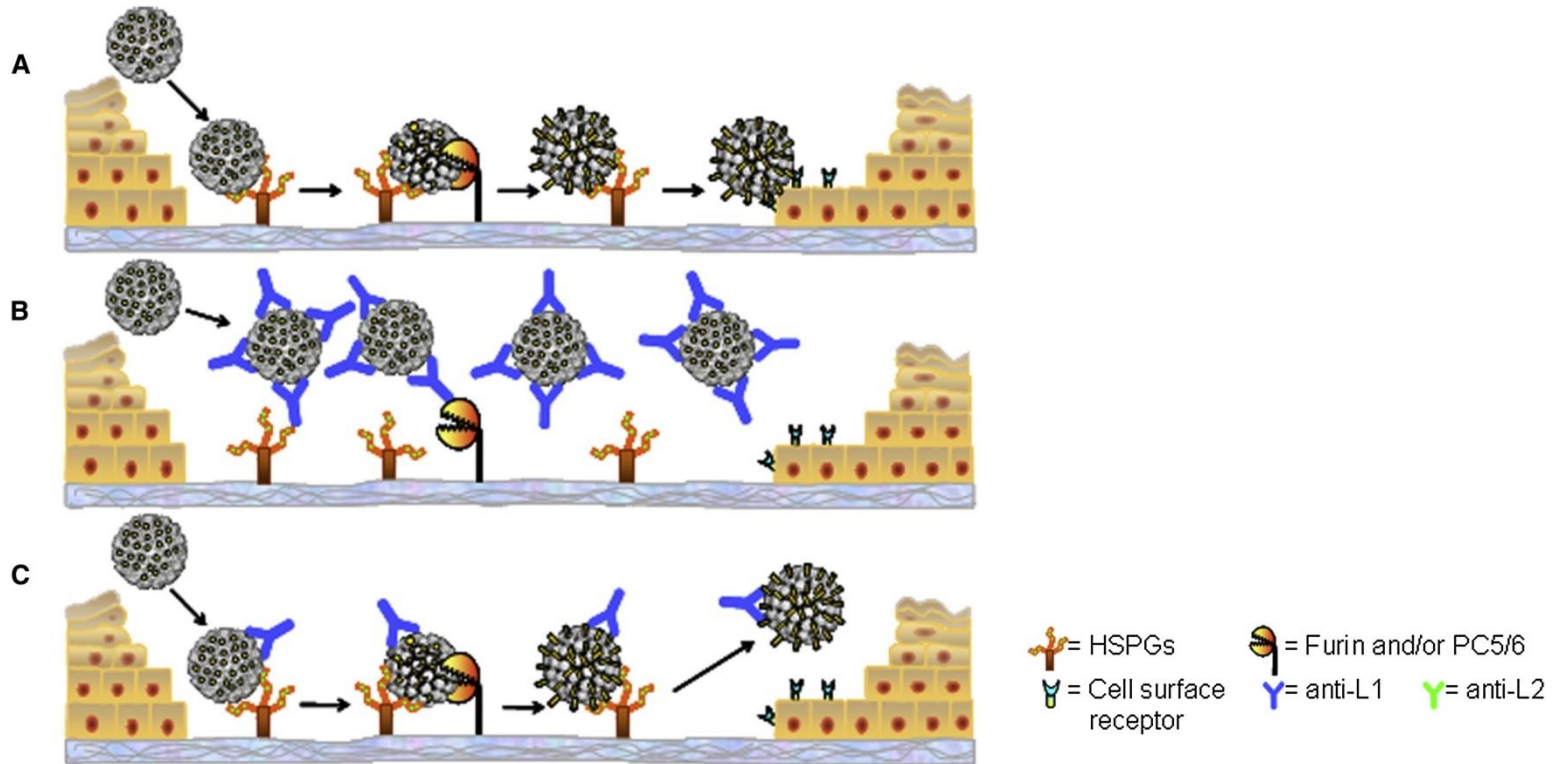 A
B
C
= HSPGs
= Furin and/or PC5/6
= Cell surface
receptor
= anti-L1
= anti-L2